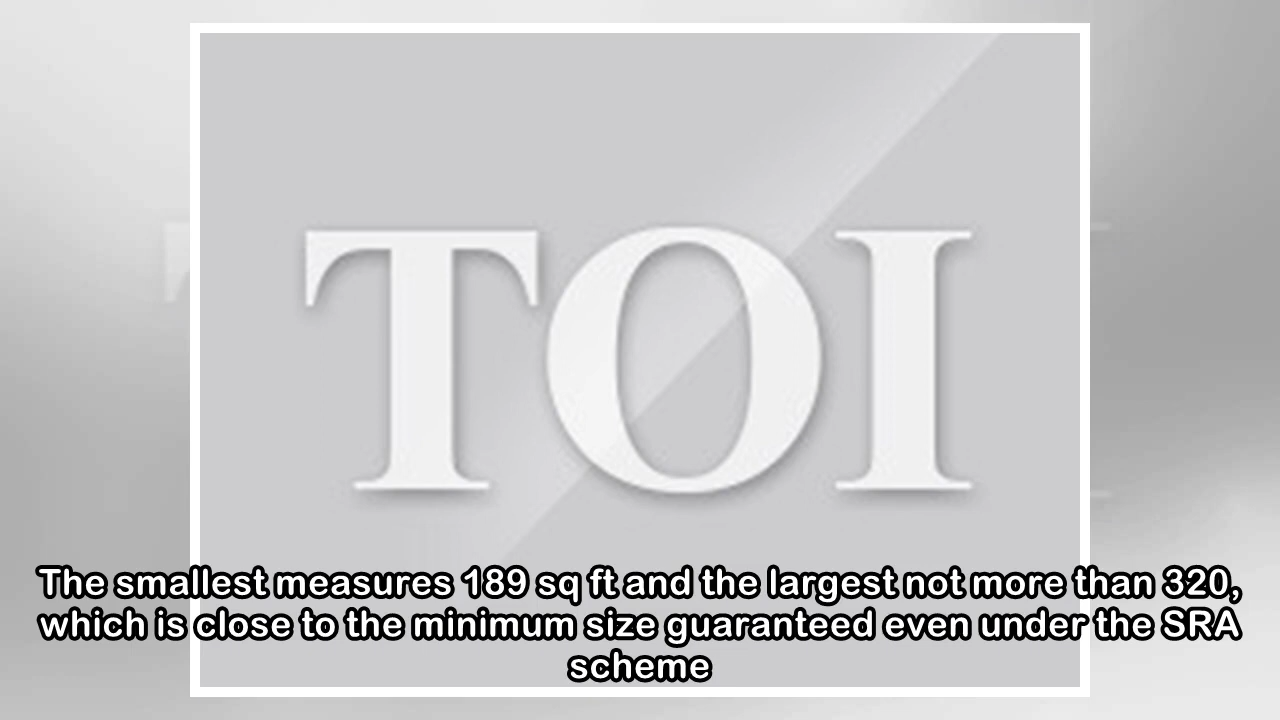 TOI
The smallest measures 189 sq ft and the largest not more than 320,
which is close to the minimum size guaranteed even under the SRA
scheme